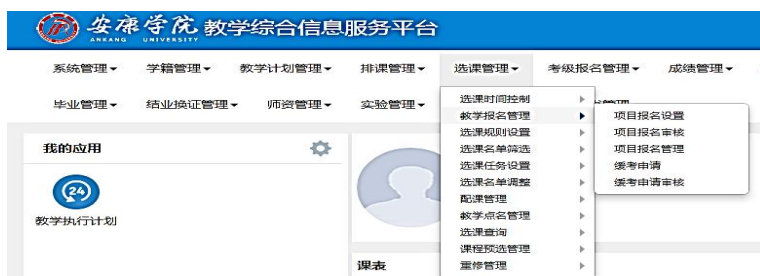 安康学院 教学综合信息服务平台
ANKANG UNIVERSITY
系统管理 学籍管理 教学计划管理 排课管理 选课管理 考级报名管理 成绩管理
毕业管理 结业换证管理 师资管理 实验管理
选课时间控制
教学报名管理 项目报名设置
选课规则设置 项目报名审核
选课名单筛选 项目报名管理
选课任务设置 缓考申请
选课名单调整 缓考申请审核
配课管理
教学点名管理
选课查询
课程预选管理
重修管理
我的应用
24
教学执行计划
课表